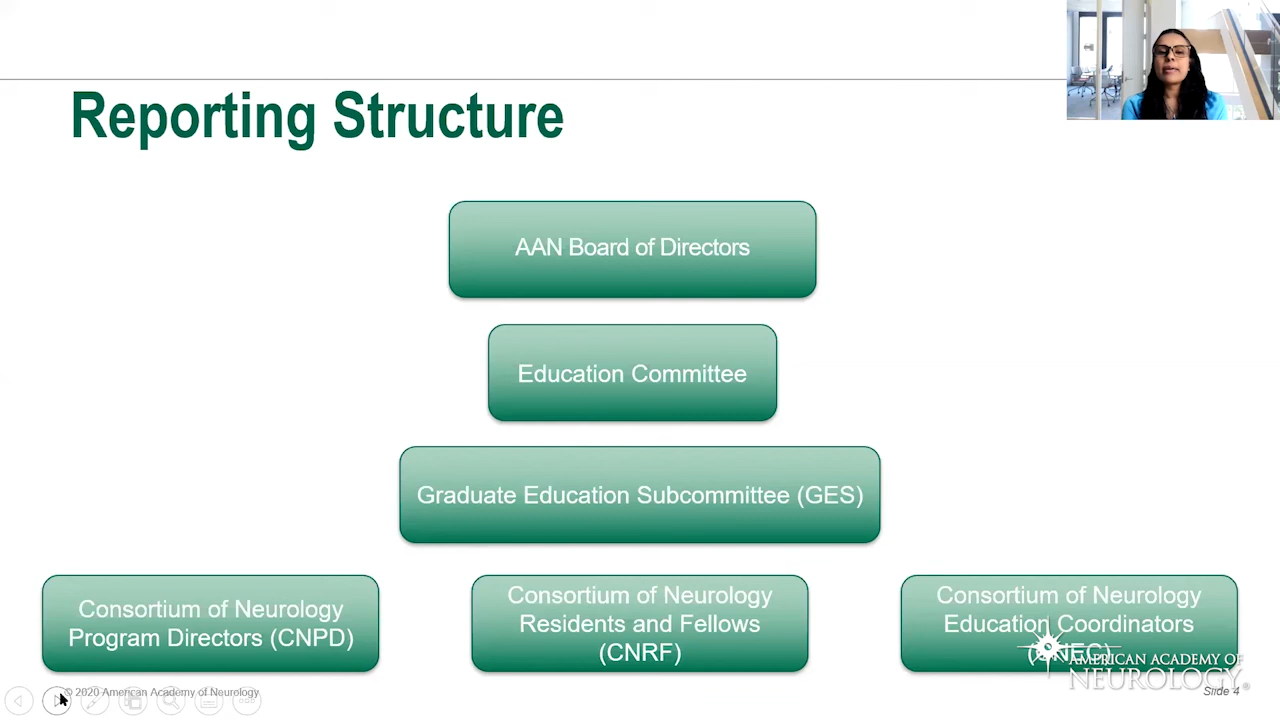 Reporting Structure
AAN Board of Directors
Education Committee
Graduate Education Subcommittee (GES)
Consortium of Neurology
Program Directors (CNPD)
Consortium of Neurology
Residents and Fellows
(CNRF)
Consortium of Neurology
Education Coordinators
AMERICAN ACADEMY OF
NEUROLOGY®
© 2020 American Academy of Neurology
Slide 4